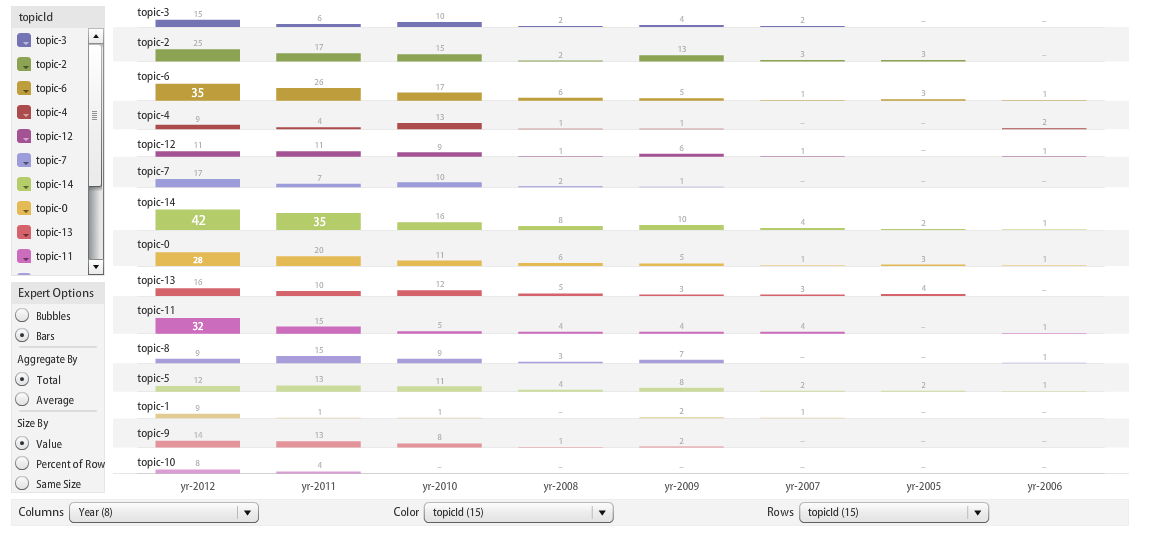 topicId
topic-3
topic-2
topic-6
topic-4
topic-12
topic-7
topic-14
topic-0
topic-13
topic-11
Expert Options
Bubbles
Bars
Aggregate By
Total
Average
Size By
Value
Percent of Row
Same Size
topic-3
15 6 10 2 4 2 – –
topic-2
25 17 15 2 13 3 3 –
topic-6
35 26 17 6 5 1 3 1
topic-4
9 4 13 1 1 – – 2
topic-12
11 11 9 1 6 1 – 1
topic-7
17 7 10 2 1 – – –
topic-14
42 35 16 8 10 4 2 1
topic-0
28 20 11 6 5 1 3 1
topic-13
16 10 12 5 3 3 4 –
topic-11
32 15 5 4 4 4 – 1
topic-8
9 15 9 3 7 – – 1
topic-5
12 13 11 4 8 2 2 1
topic-1
9 1 1 – 2 1 – –
topic-9
14 13 8 1 2 – – –
topic-10
8 4 – – – – – –
yr-2012 yr-2011 yr-2010 yr-2008 yr-2009 yr-2007 yr-2005 yr-2006
Columns Year (8) Color topicId (15) Rows topicId (15)